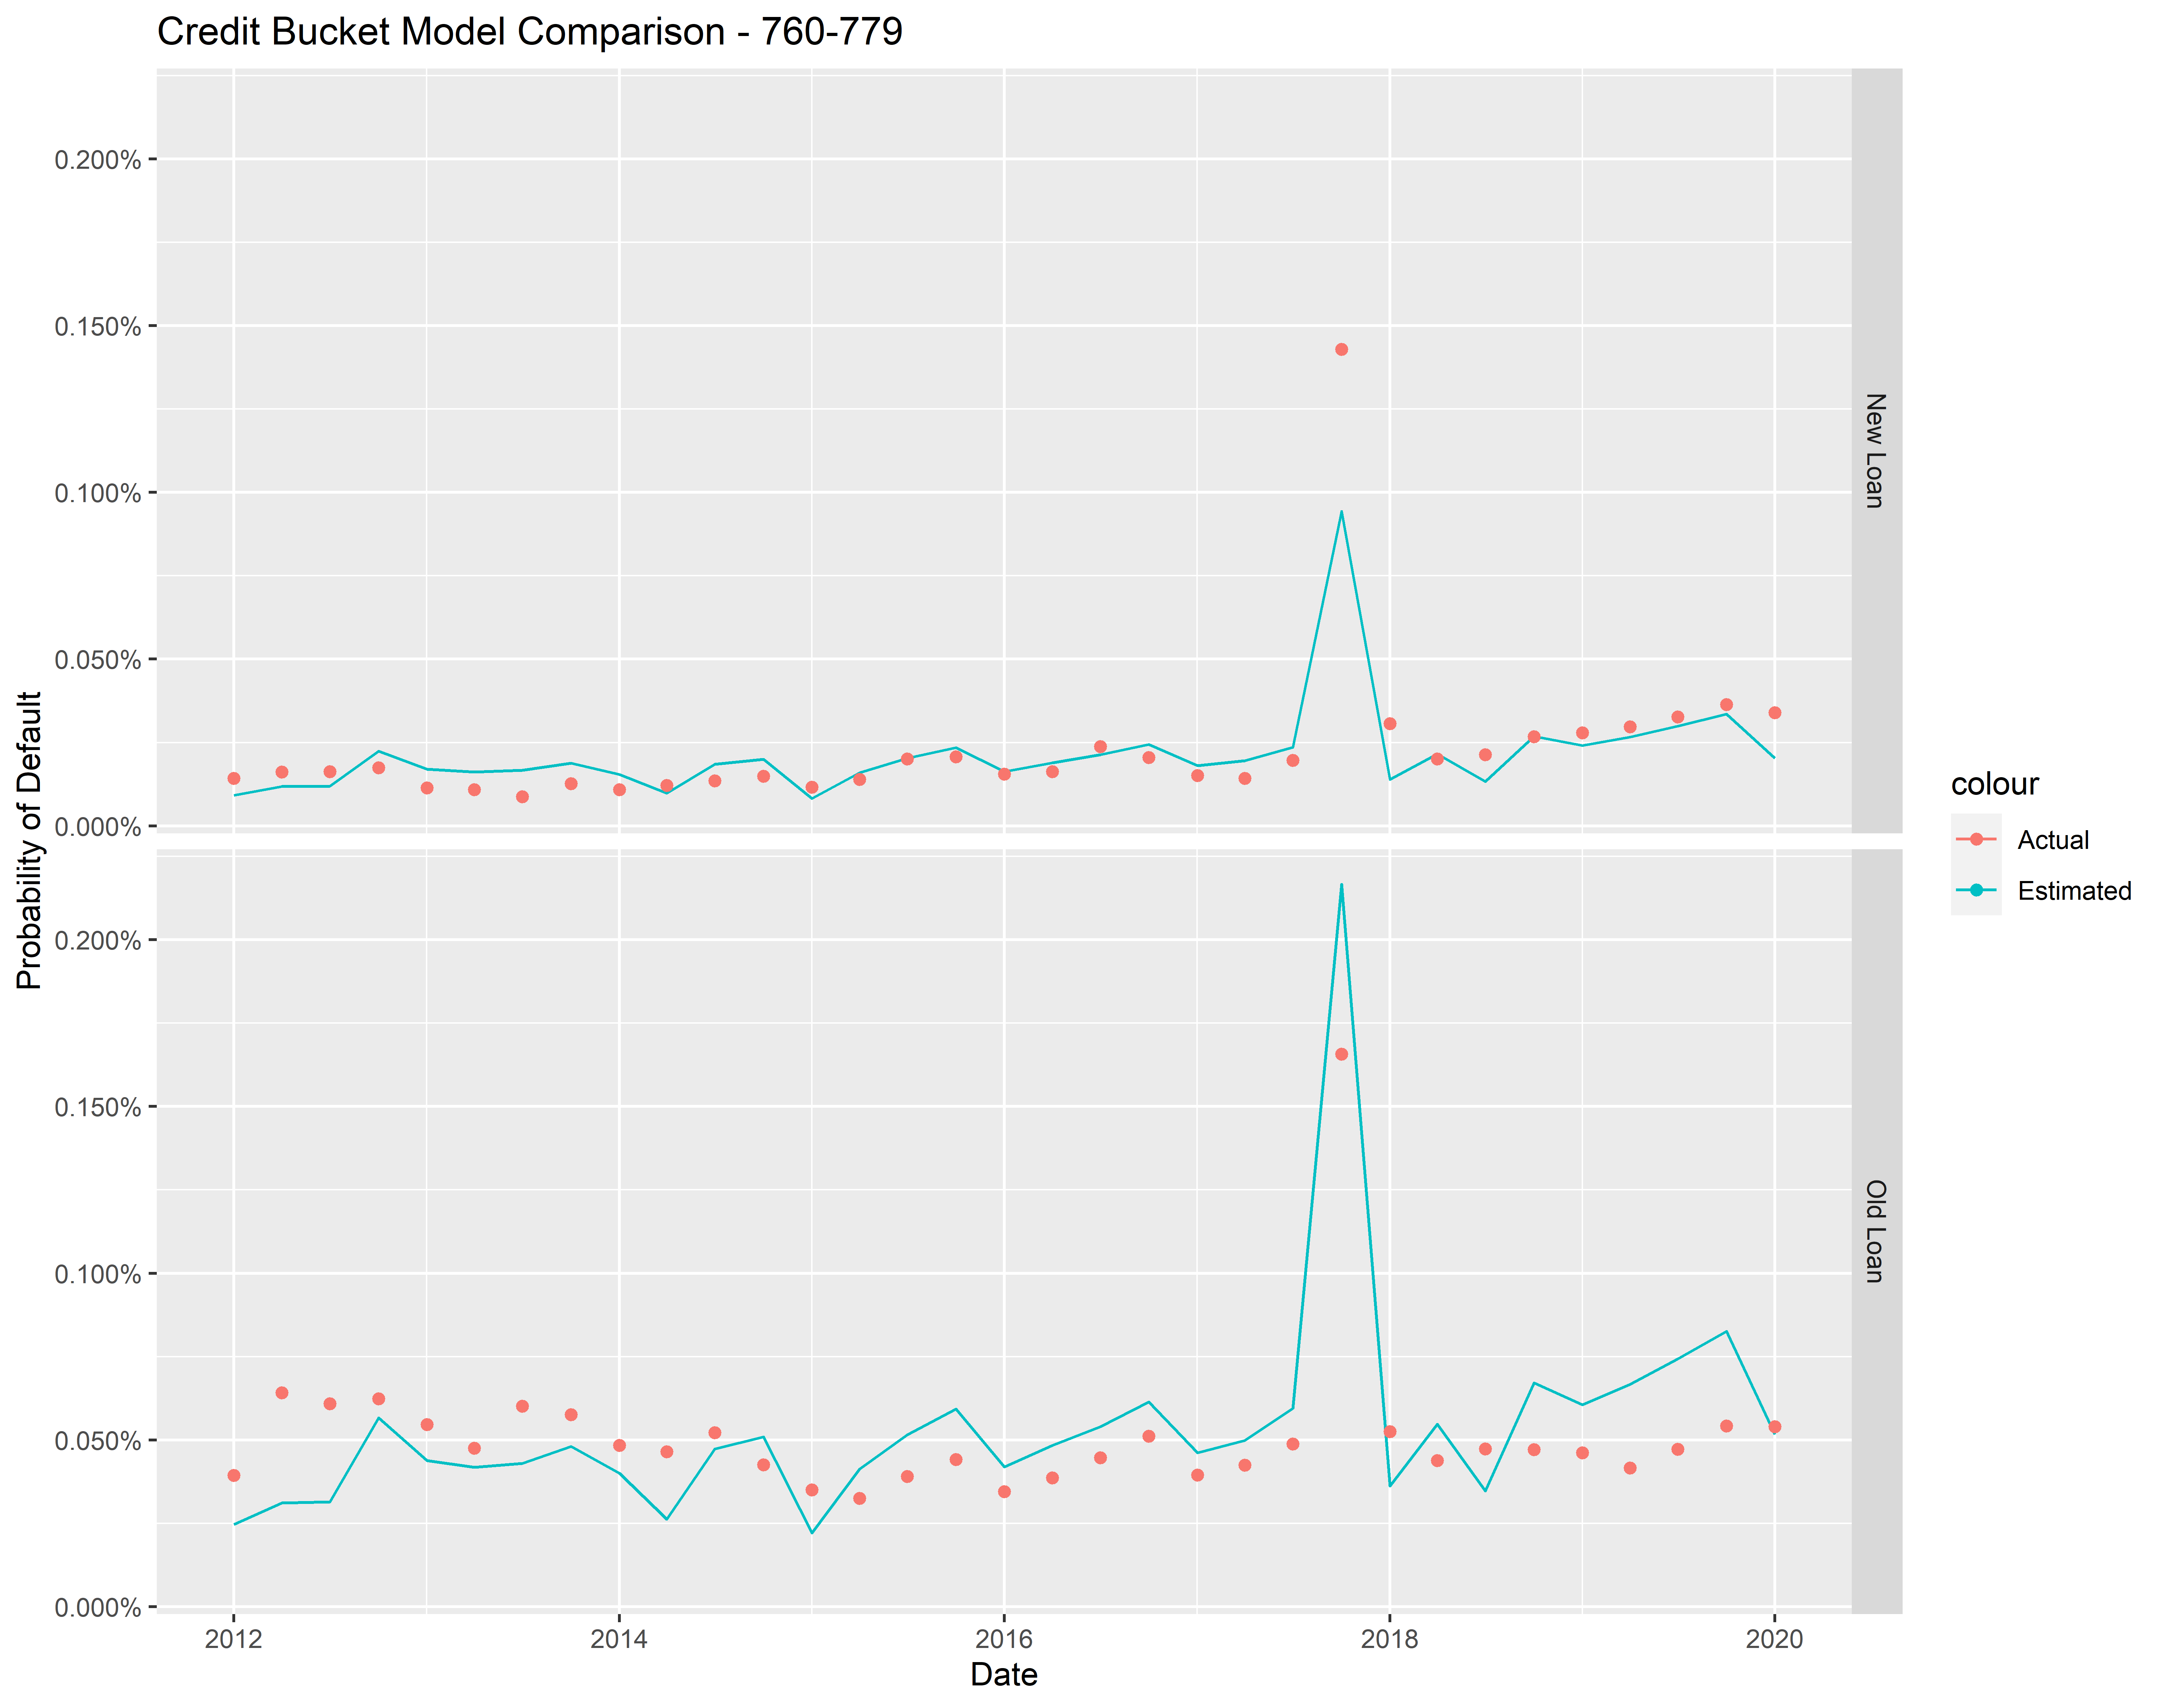 Credit Bucket Model Comparison - 760-779
Probability of Default
0.200%
0.150%
0.100%
0.050%
0.000%
New Loan
0.200%
0.150%
0.100%
0.050%
0.000%
Old Loan
2012
2014
2016
2018
2020
Date
colour
Actual
Estimated